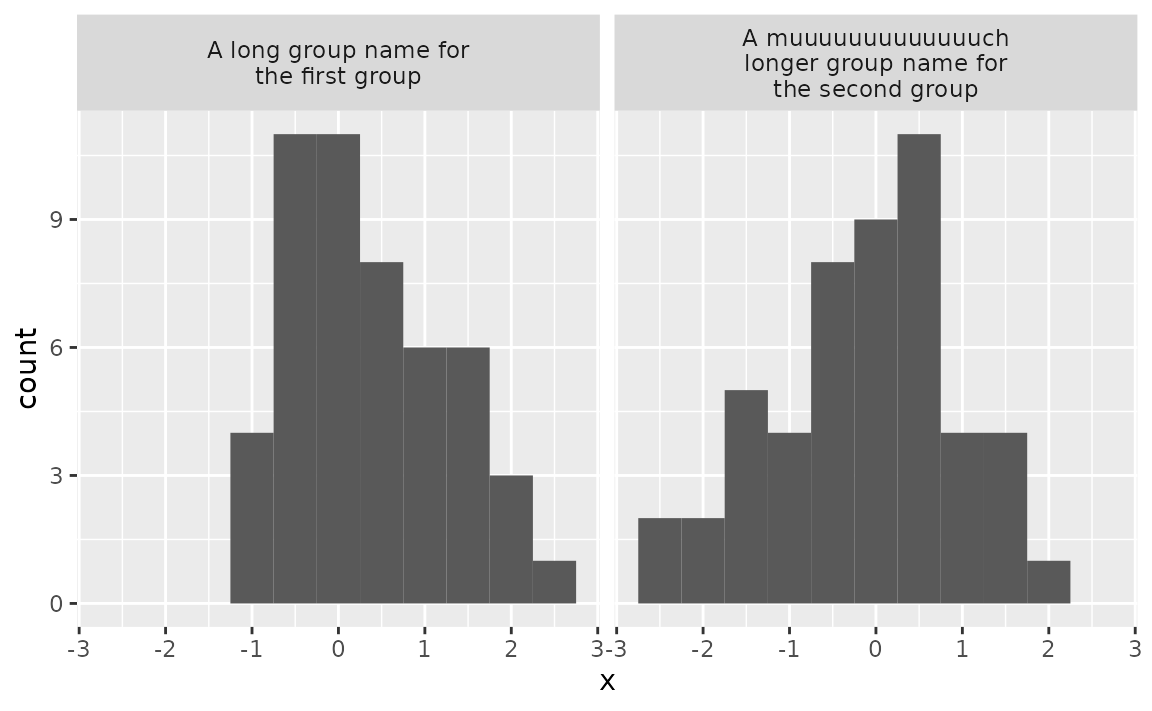 A long group name for
the first group
A muuuuuuuuuuuuuch
longer group name for
the second group
count
9
6
3
0
-3 -2 -1 0 1 2 3
-3 -2 -1 0 1 2 3
x